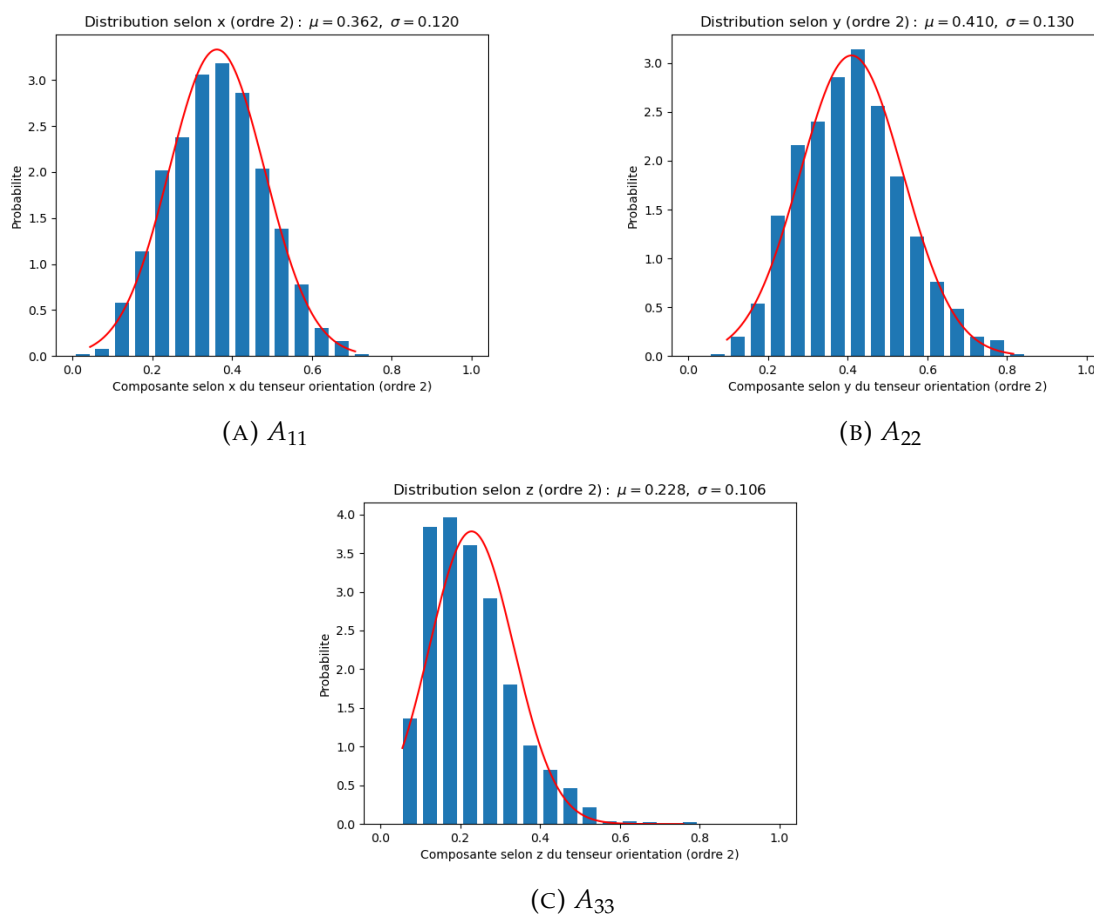 Distribution selon x (ordre 2) : μ = 0.362, σ = 0.120
Probabilite
3.0
2.5
2.0
1.5
1.0
0.5
0.0
0.0 0.2 0.4 0.6 0.8 1.0
Composante selon x du tenseur orientation (ordre 2)
(A) A₁₁
Distribution selon y (ordre 2) : μ = 0.410, σ = 0.130
Probabilite
3.0
2.5
2.0
1.5
1.0
0.5
0.0
0.0 0.2 0.4 0.6 0.8 1.0
Composante selon y du tenseur orientation (ordre 2)
(B) A₂₂
Distribution selon z (ordre 2) : μ = 0.228, σ = 0.106
Probabilite
4.0
3.5
3.0
2.5
2.0
1.5
1.0
0.5
0.0
0.0 0.2 0.4 0.6 0.8 1.0
Composante selon z du tenseur orientation (ordre 2)
(C) A₃₃